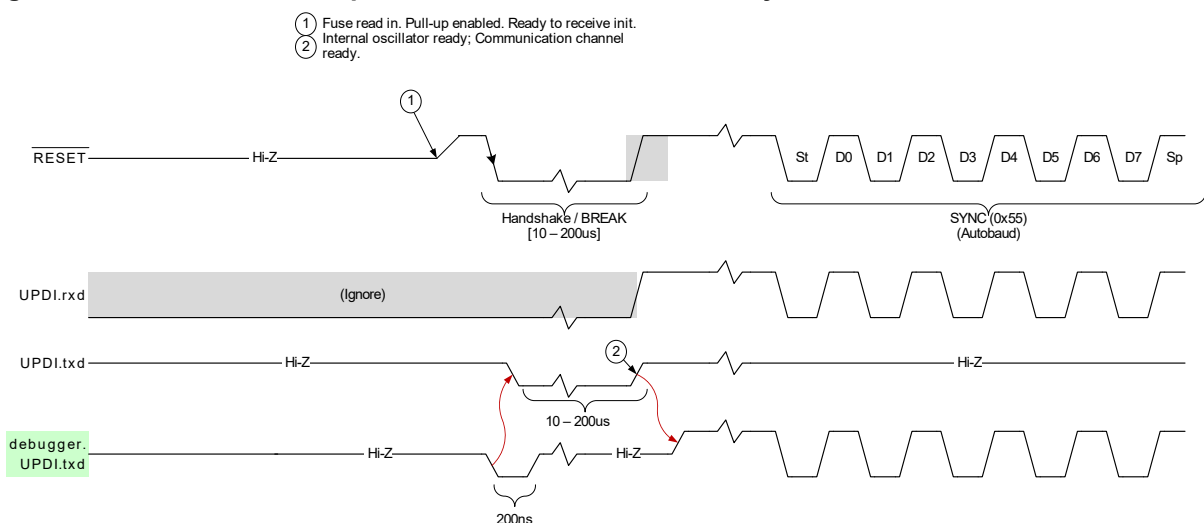 1 Fuse read in. Pull-up enabled. Ready to receive init.
2 Internal oscillator ready; Communication channel
ready.
1
RESET Hi-Z St D0 D1 D2 D3 D4 D5 D6 D7 Sp
Handshake / BREAK
[10 – 200us]
SYNC (0x55)
(Autobaud)
UPDI.rxd (Ignore)
2
UPDI.txd Hi-Z Hi-Z
10 – 200us
debugger.
UPDI.txd Hi-Z Hi-Z
200ns